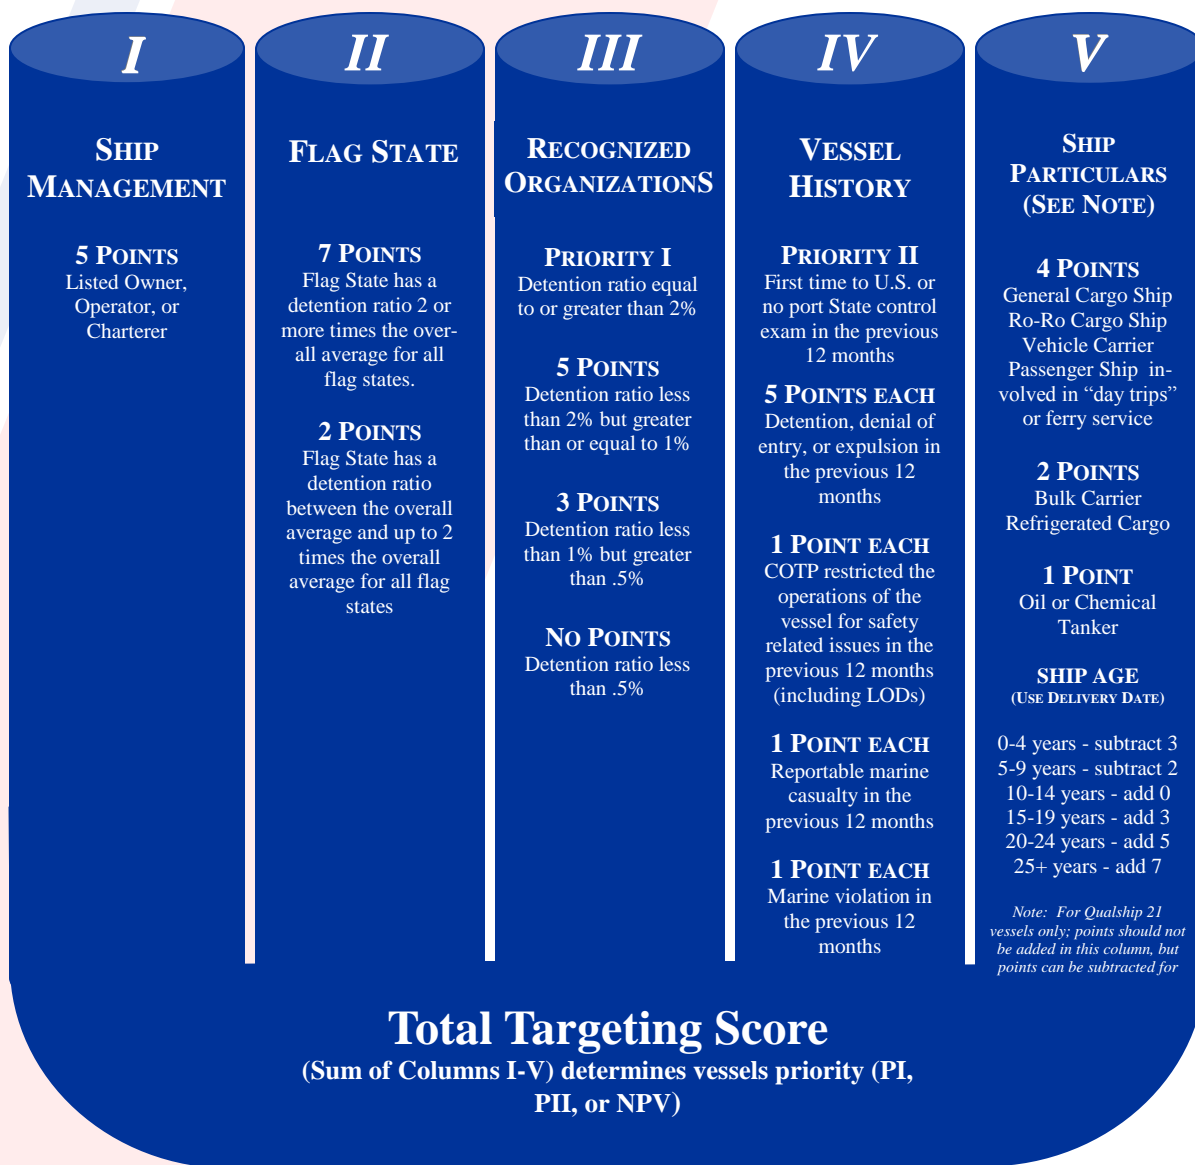 I
SHIP
MANAGEMENT
5 POINTS
Listed Owner,
Operator, or
Charterer
II
FLAG STATE
7 POINTS
Flag State has a
detention ratio 2 or
more times the over-
all average for all
flag states.
2 POINTS
Flag State has a
detention ratio
between the overall
average and up to 2
times the overall
average for all flag
states
III
RECOGNIZED
ORGANIZATIONS
PRIORITY I
Detention ratio equal
to or greater than 2%
5 POINTS
Detention ratio less
than 2% but greater
than or equal to 1%
3 POINTS
Detention ratio less
than 1% but greater
than .5%
NO POINTS
Detention ratio less
than .5%
IV
VESSEL
HISTORY
PRIORITY II
First time to U.S. or
no port State control
exam in the previous
12 months
5 POINTS EACH
Detention, denial of
entry, or expulsion in
the previous 12
months
1 POINT EACH
COTP restricted the
operations of the
vessel for safety
related issues in the
previous 12 months
(including LODs)
1 POINT EACH
Reportable marine
casualty in the
previous 12 months
1 POINT EACH
Marine violation in
the previous 12
months
V
SHIP
PARTICULARS
(SEE NOTE)
4 POINTS
General Cargo Ship
Ro-Ro Cargo Ship
Vehicle Carrier
Passenger Ship in-
volved in “day trips”
or ferry service
2 POINTS
Bulk Carrier
Refrigerated Cargo
1 POINT
Oil or Chemical
Tanker
SHIP AGE
(USE DELIVERY DATE)
0-4 years - subtract 3
5-9 years - subtract 2
10-14 years - add 0
15-19 years - add 3
20-24 years - add 5
25+ years - add 7
Note: For Qualship 21
vessels only; points should not
be added in this column, but
points can be subtracted for
Total Targeting Score
(Sum of Columns I-V) determines vessels priority (PI,
PII, or NPV)